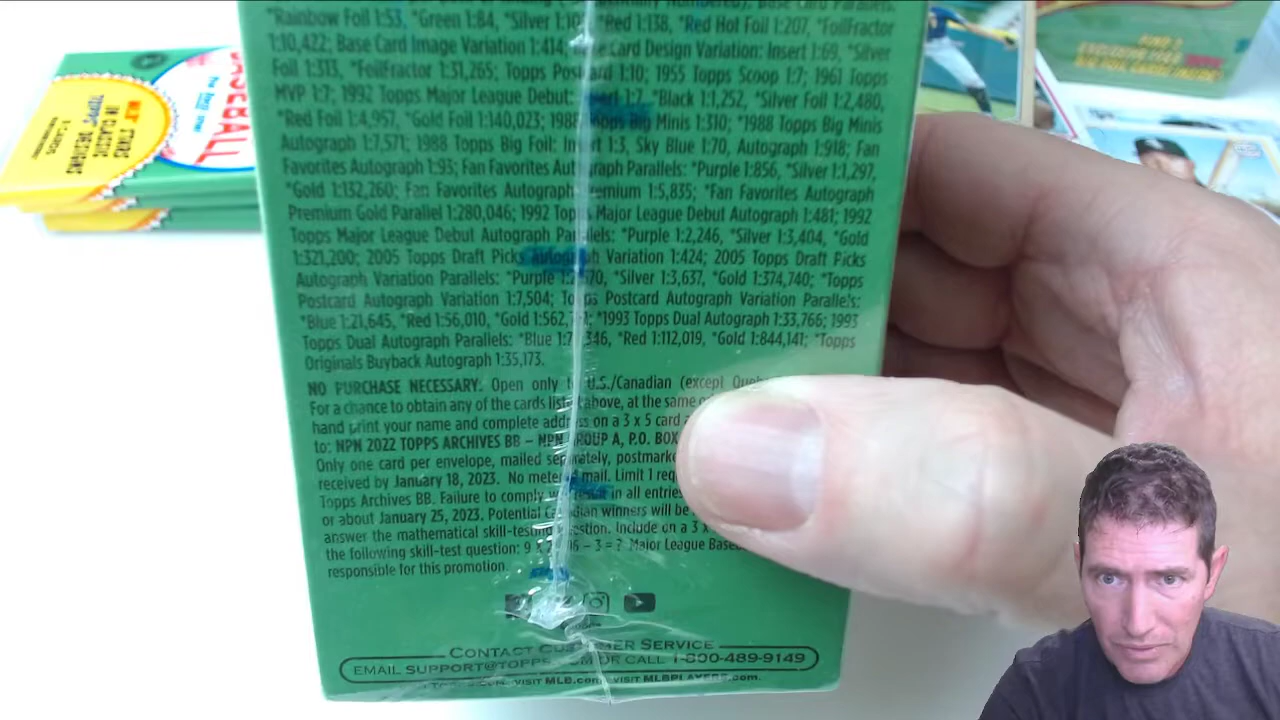 *Rainbow Foil 1:53, *Green 1:84, *Silver *Red 1:138, *Red Hot Foil 1:207, *FoilFractor
1:10,422; Base Card Image Variation 1:414; Base Card Design Variation: Insert 1:69, *Silver
Foil 1:313, *FoilFractor 1:31,265; Topps Postcard 1:10; 1955 Topps Scoop 1:7; 1961 Topps
MVP 1:7; 1992 Topps Major League Debut: Insert 1:7, *Black 1:1,252, *Silver Foil 1:2,480,
*Red Foil 1:4,957, *Gold Foil 1:140,023; 1988 Topps Big Minis 1:310; *1988 Topps Big Minis
Autograph 1:7,571; 1988 Topps Big Foil: Insert 1:3, Sky Blue 1:70, Autograph 1:918; Fan
Favorites Autograph 1:93; Fan Favorites Autograph Parallels: *Purple 1:856, *Silver 1:1,297,
*Gold 1:132,260; Fan Favorites Autograph Premium 1:5,835; *Fan Favorites Autograph
Premium Gold Parallel 1:280,046; 1992 Topps Major League Debut Autograph 1:481; 1992
Topps Major League Debut Autograph Parallels: *Purple 1:2,246, *Silver 1:3,404, *Gold
1:321,200; 2005 Topps Draft Picks Autograph Variation 1:424; 2005 Topps Draft Picks
Autograph Variation Parallels: *Purple *Silver 1:3,637, *Gold 1:374,740; *Topps
Postcard Autograph Variation 1:7,504; Topps Postcard Autograph Variation Parallels:
*Blue 1:21,645, *Red 1:56,010, *Gold *1993 Topps Dual Autograph 1:33,766; 1993
Topps Dual Autograph Parallels: *Blue *Red 1:112,019, *Gold 1:844,141; *Topps
Originals Buyback Autograph 1:35,173.
NO PURCHASE NECESSARY: Open only to U.S./Canadian (except
For a chance to obtain any of the cards listed above, at the same
hand print your name and complete address on a 3 x 5 card
to: NPN 2022 TOPPS ARCHIVES BB – NPN GROUP A, P.O. BOX
Only one card per envelope, mailed separately,
received by January 18, 2023. No metered mail. Limit 1
Topps Archives BB. Failure to comply result in all
or about January 25, 2023. Potential Canadian winners will be
answer the mathematical skill-testing question. Include on a 3 x
the following skill-test question: 9 x – 3 = ? Major League
responsible for this promotion.
CONTACT CUSTOMER SERVICE
EMAIL SUPPORT@TOPPS.COM OR CALL 1-800-489-9149
VISIT MLB.com. VISIT MLBPLAYERS.com.
BASEBALL
MLB STARS
IN CLASSIC
TOPPS DESIGNS